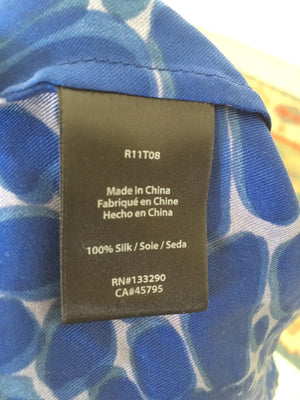 R11T08
Made in China
Fabriqué en Chine
Hecho en China
100% Silk / Soie / Seda
RN#133290
CA#45795